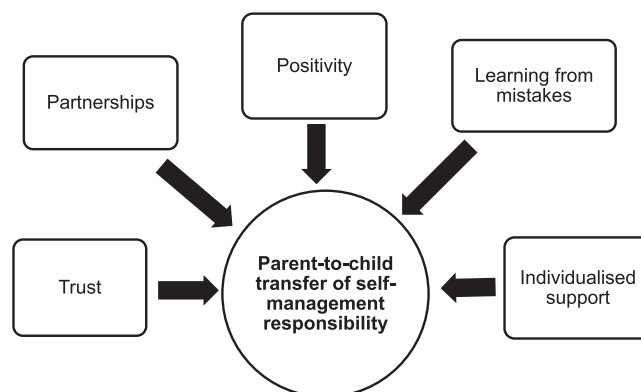 Positivity
Partnerships
Learning from
mistakes
Trust
Parent-to-child
transfer of self-
management
responsibility
Individualised
support